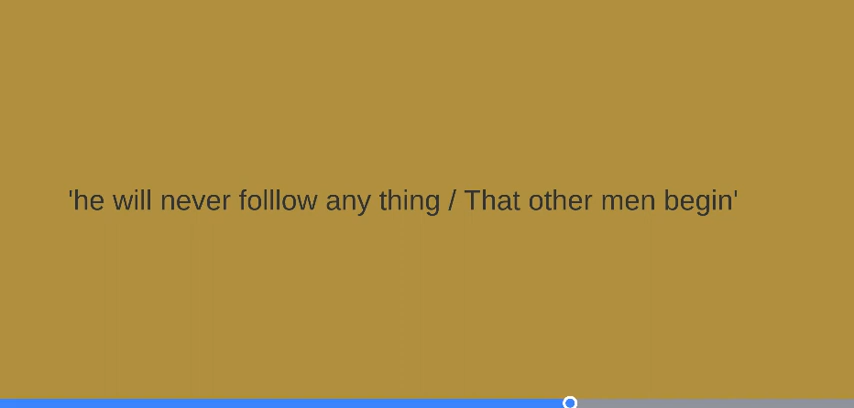 'he will never folllow any thing / That other men begin'